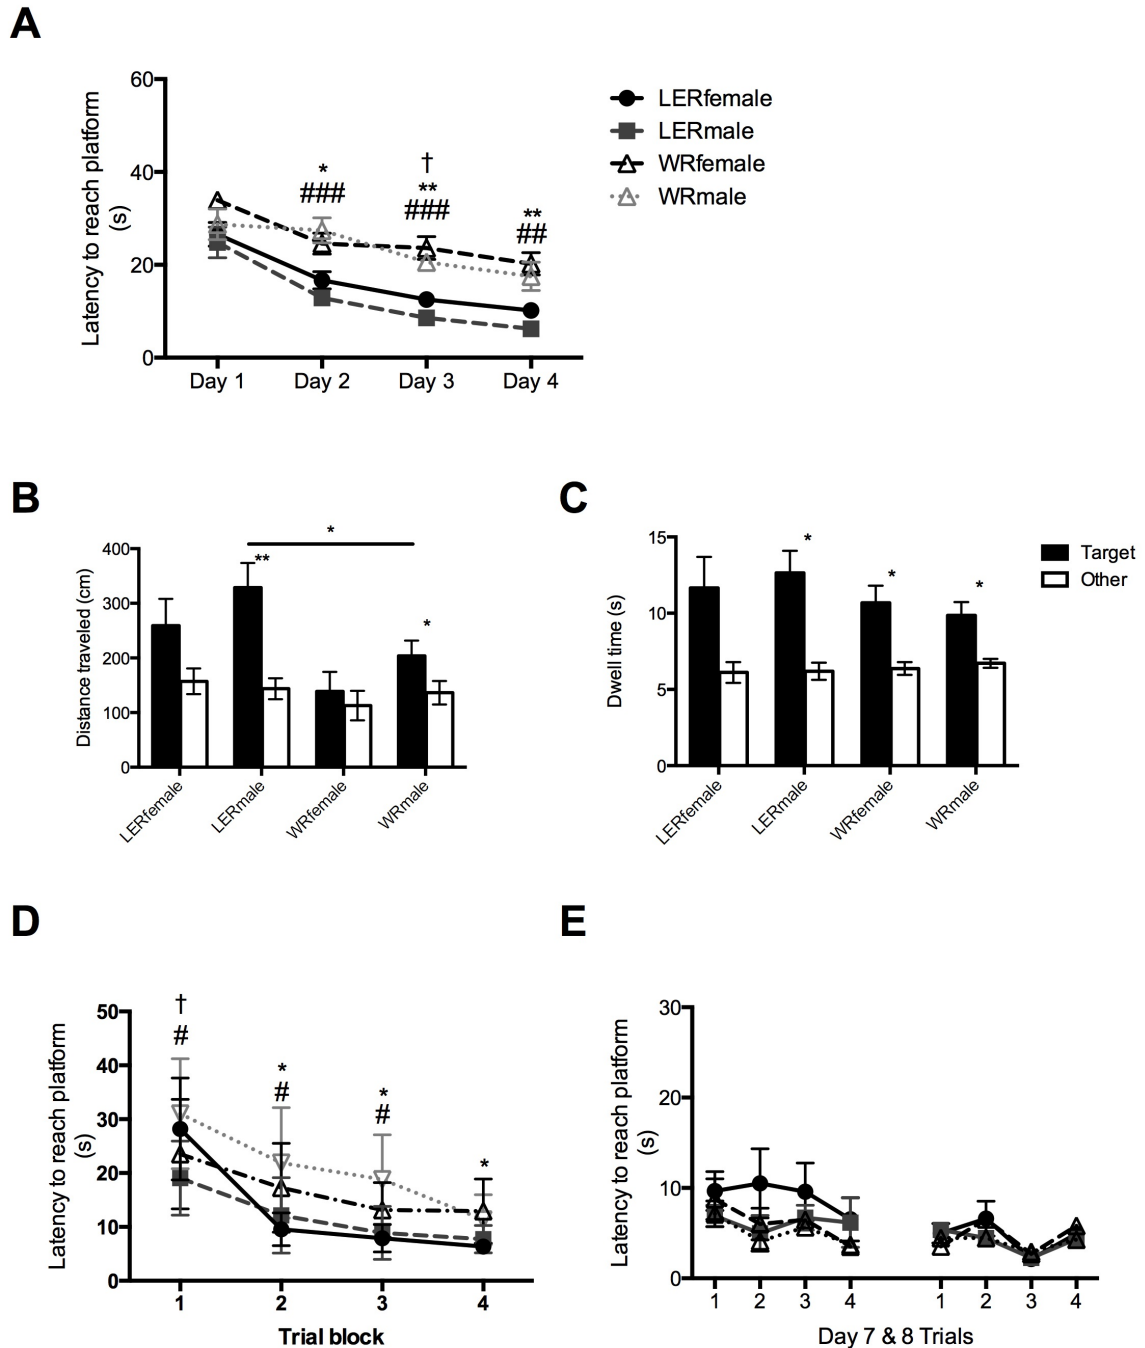 A
Latency to reach platform
(s)
60
40
20
0
*
###
†
**
###
**
##
Day 1 Day 2 Day 3 Day 4
LERfemale
LERmale
WRfemale
WRmale
B
Distance traveled (cm)
400
300
200
100
0
*
**
*
LERfemale
LERmale
WRfemale
WRmale
C
Dwell time (s)
15
10
5
0
*
*
*
LERfemale
LERmale
WRfemale
WRmale
Target
Other
D
Latency to reach platform
(s)
50
40
30
20
10
0
†
#
*
#
*
#
*
1 2 3 4
Trial block
E
Latency to reach platform
(s)
30
20
10
0
1 2 3 4 1 2 3 4
Day 7 & 8 Trials